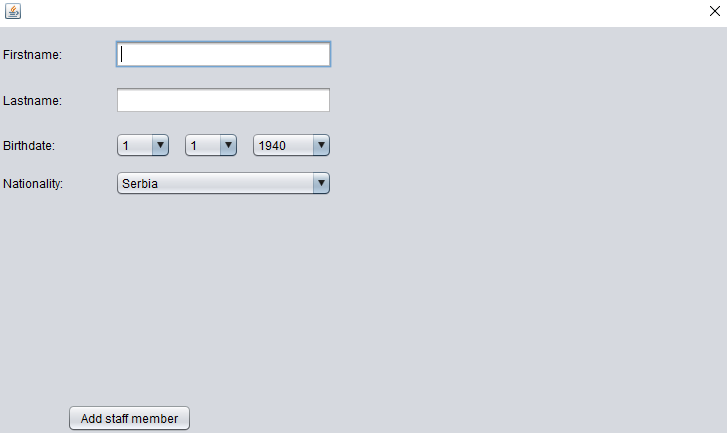 Firstname:
Lastname:
Birthdate: 1 1 1940
Nationality: Serbia
Add staff member